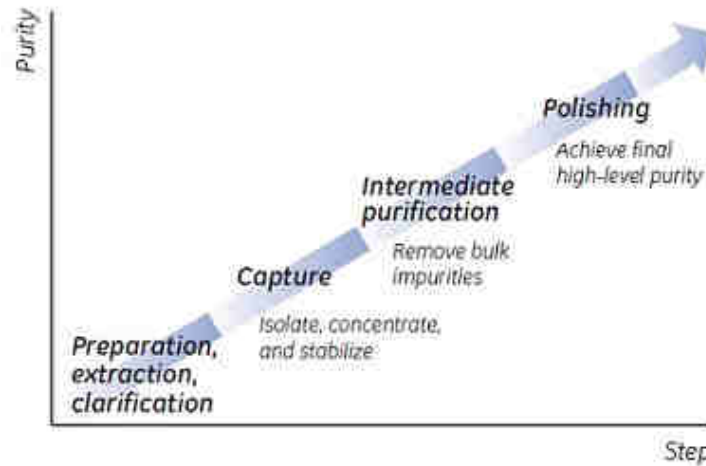 Purity
Polishing
Achieve final
high-level purity
Intermediate
purification
Remove bulk
impurities
Capture
Isolate, concentrate,
and stabilize
Preparation,
extraction,
clarification
Step